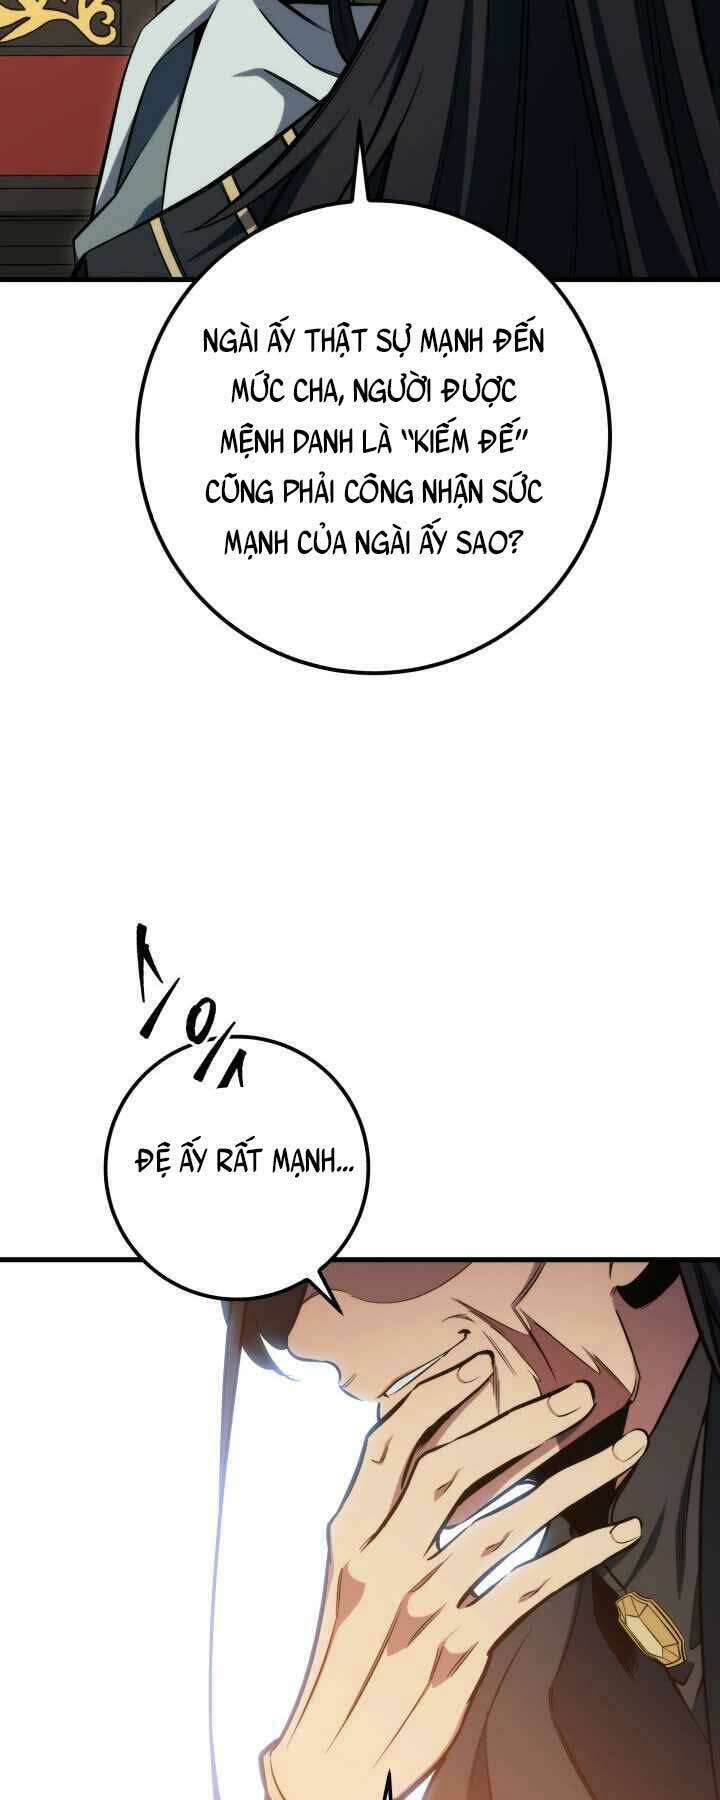 NGÀI ẤY THẬT SỰ MẠNH ĐẾN
MỨC CHA, NGƯỜI ĐƯỢC
MỆNH DANH LÀ "KIẾM ĐẾ"
CŨNG PHẢI CÔNG NHẬN SỨC
MẠNH CỦA NGÀI ẤY SAO?
ĐỆ ẤY RẤT MẠNH...